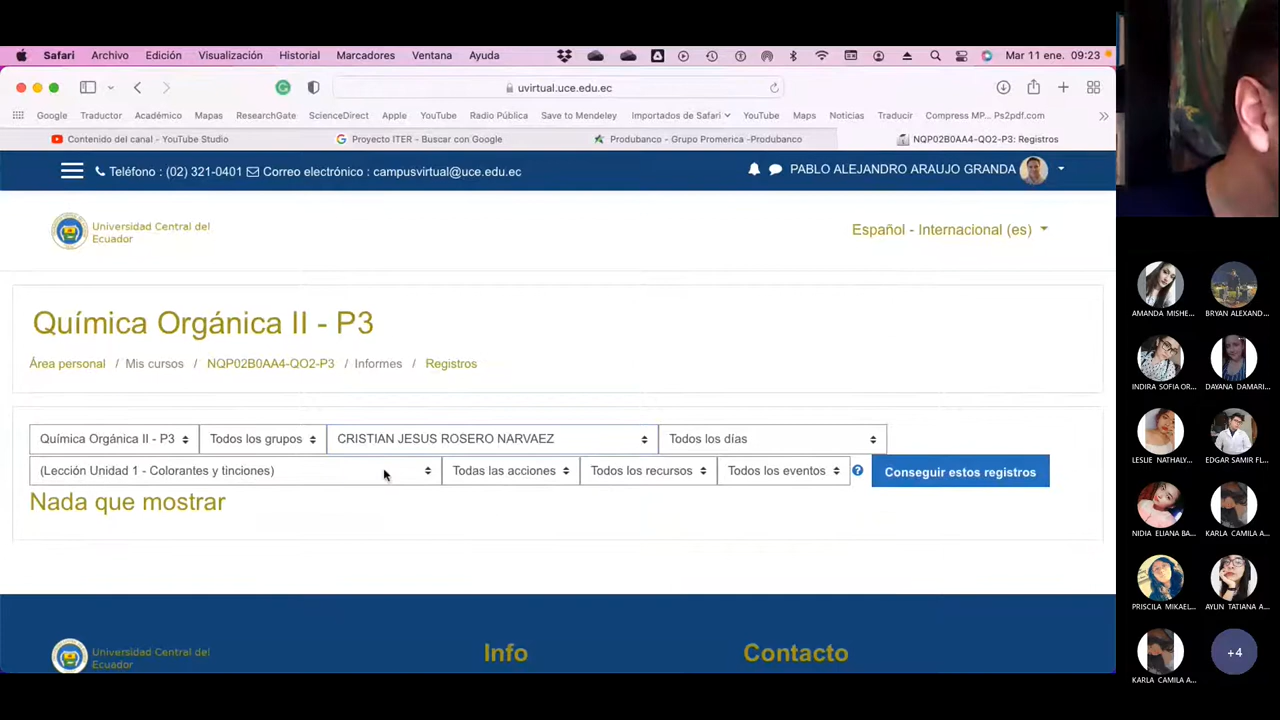 Safari Archivo Edición Visualización Historial Marcadores Ventana Ayuda Mar 11 ene. 09:23
uvirtual.uce.edu.ec
Google Traductor Académico Mapas ResearchGate ScienceDirect Apple YouTube Radio Pública Save to Mendeley Importados de Safari YouTube Maps Noticias Traducir Compress MP... Ps2pdf.com
Contenido del canal - YouTube Studio Proyecto ITER - Buscar con Google Produbanco - Grupo Promerica -Produbanco NQP02B0AA4-QO2-P3: Registros
Teléfono : (02) 321-0401 Correo electrónico : campusvirtual@uce.edu.ec PABLO ALEJANDRO ARAUJO GRANDA
Universidad Central del
Ecuador
Español - Internacional (es)
Química Orgánica II - P3
Área personal / Mis cursos / NQP02B0AA4-QO2-P3 / Informes / Registros
Química Orgánica II - P3 Todos los grupos CRISTIAN JESUS ROSERO NARVAEZ Todos los días
(Lección Unidad 1 - Colorantes y tinciones) Todas las acciones Todos los recursos Todos los eventos ? Conseguir estos registros
Nada que mostrar
Universidad Central del
Ecuador
Info Contacto
AMANDA MISHE... BRYAN ALEXAND...
INDIRA SOFIA OR... DAYANA DAMARI...
LESLIE NATHALY... EDGAR SAMIR FL...
NIDIA ELIANA BA... KARLA CAMILA A...
PRISCILA MIKAEL... AYLIN TATIANA A...
+4
KARLA CAMILA A...